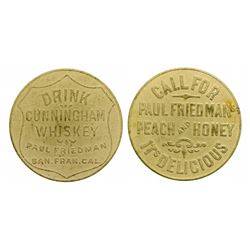 DRINK
CUNNINGHAM
WHISKEY
PAUL FRIEDMAN
SAN. FRAN. CAL.
CALL FOR
PAUL FRIEDMAN
PEACH AND HONEY
IT'S DELICIOUS